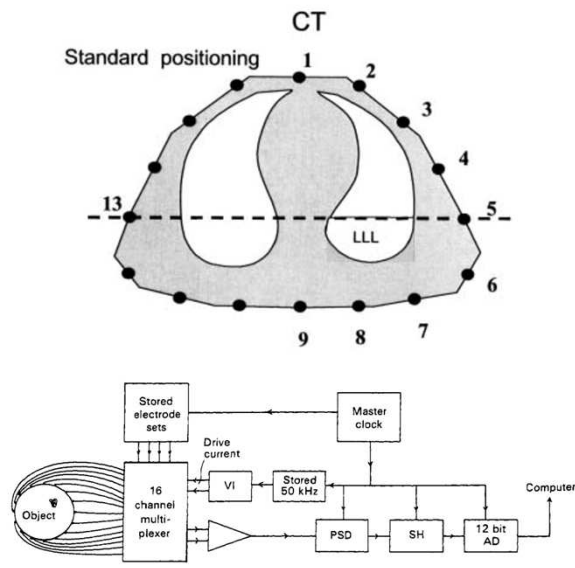 CT
Standard positioning
1
2
3
4
13
5
LLL
6
9
8
7
Stored
electrode
sets
Master
clock
Drive
current
16
channel
multi-
plexer
VI
Stored
50 kHz
Computer
Object
PSD
SH
12 bit
AD